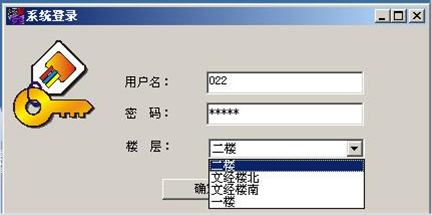 系统登录
用户名： 022
密 码： *****
楼 层： 二楼
二楼
文经楼北
文经楼南
一楼
确